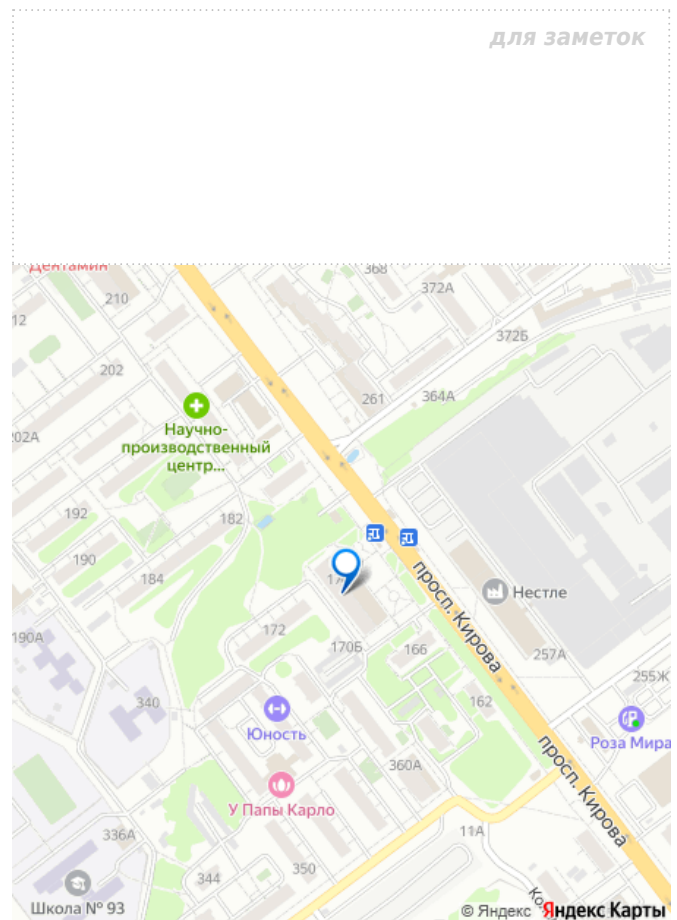 для заметок
Дентамин
368
210
372А
12
372Б
202
364А
261
Научно-
производственный
центр...
02А
192
182
190
184
Нестле
просп. Кирова
172
190А
170Б
166
257А
255Ж
340
162
Юность
Роза Мира
просп. Кирова
360А
У Папы Карло
11А
336А
350
344
Школа № 93
© Яндекс Яндекс Карты